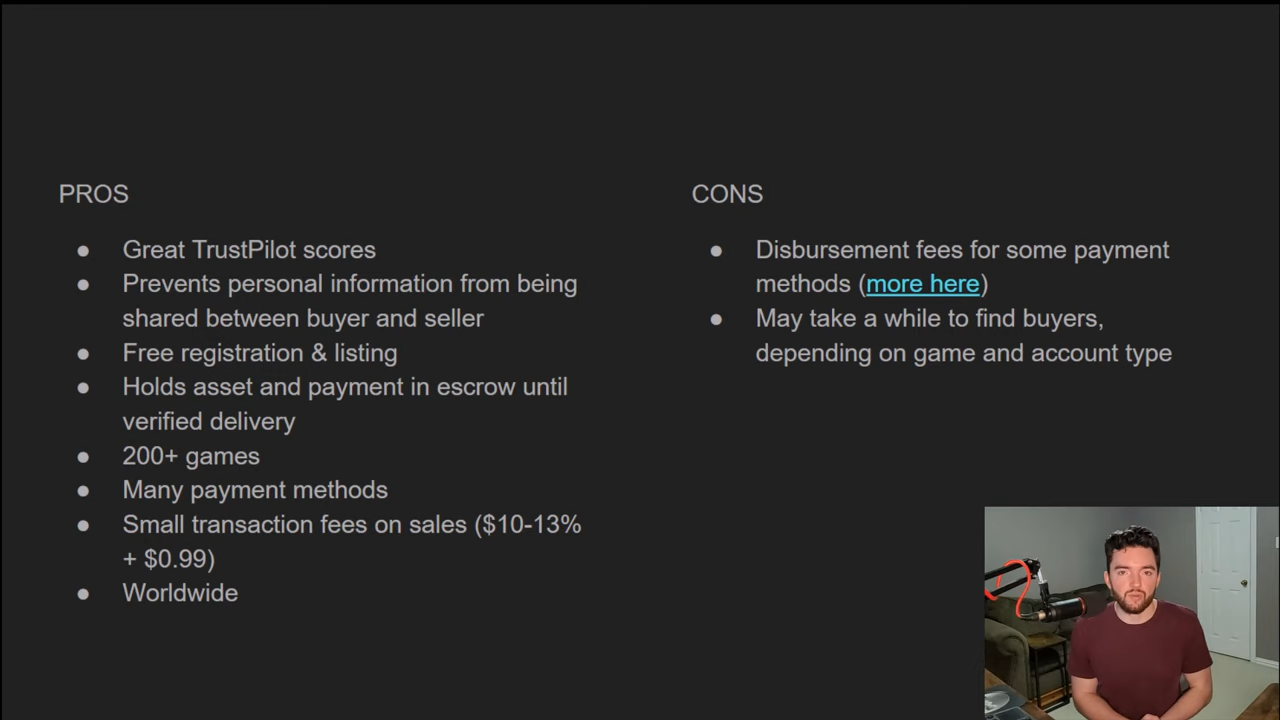 PROS
● Great TrustPilot scores
● Prevents personal information from being
shared between buyer and seller
● Free registration & listing
● Holds asset and payment in escrow until
verified delivery
● 200+ games
● Many payment methods
● Small transaction fees on sales ($10-13%
+ $0.99)
● Worldwide
CONS
● Disbursement fees for some payment
methods (more here)
● May take a while to find buyers,
depending on game and account type